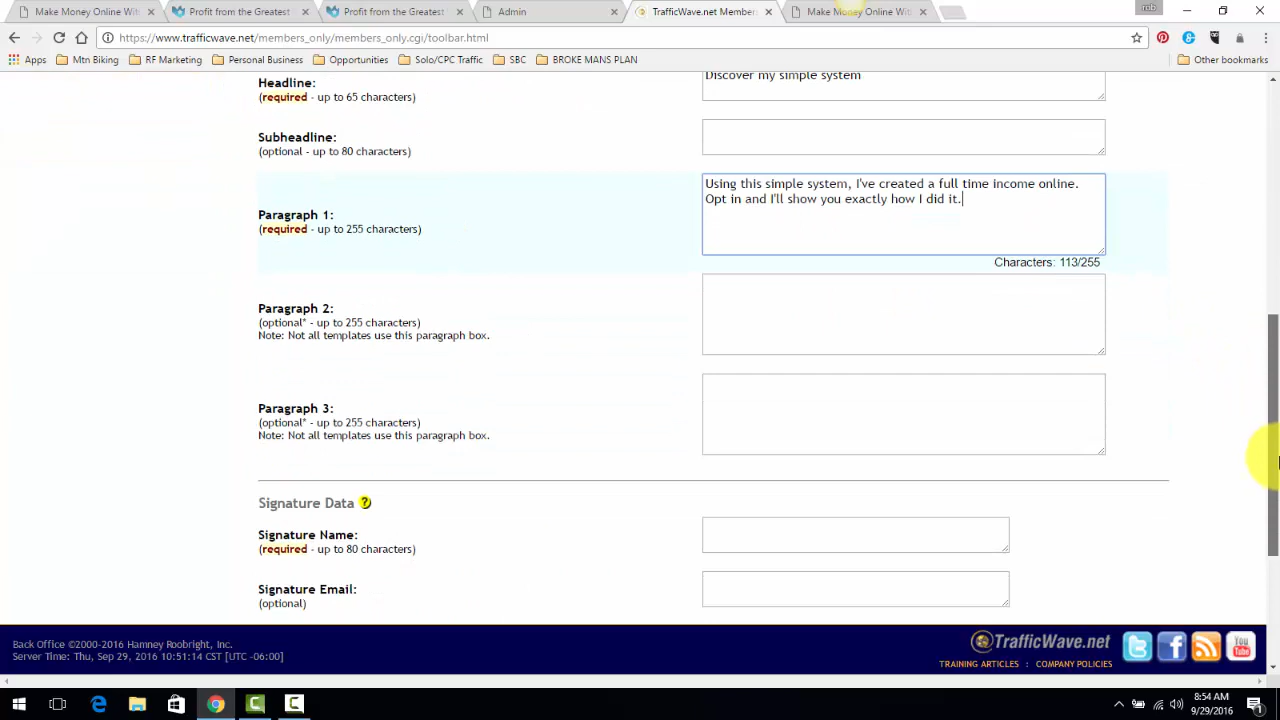 Make Money Online With
Profit from the Greatest
Profit from the Greatest
Admin
TrafficWave.net Member
Make Money Online Wit
rob
https://www.trafficwave.net/members_only/members_only.cgi/toolbar.html
Apps
Mtn Biking
RF Marketing
Personal Business
Opportunities
Solo/CPC Traffic
SBC
BROKE MANS PLAN
Other bookmarks
Headline:
(required - up to 65 characters)
Discover my simple system
Subheadline:
(optional - up to 80 characters)
Paragraph 1:
(required - up to 255 characters)
Using this simple system, I've created a full time income online.
Opt in and I'll show you exactly how I did it.
Characters: 113/255
Paragraph 2:
(optional* - up to 255 characters)
Note: Not all templates use this paragraph box.
Paragraph 3:
(optional* - up to 255 characters)
Note: Not all templates use this paragraph box.
Signature Data ?
Signature Name:
(required - up to 80 characters)
Signature Email:
(optional)
Back Office ©2000-2016 Hamney Roobright, Inc.
Server Time: Thu, Sep 29, 2016 10:51:14 CST [UTC -06:00]
TrafficWave.net
TRAINING ARTICLES : COMPANY POLICIES
You
Tube
8:54 AM
9/29/2016